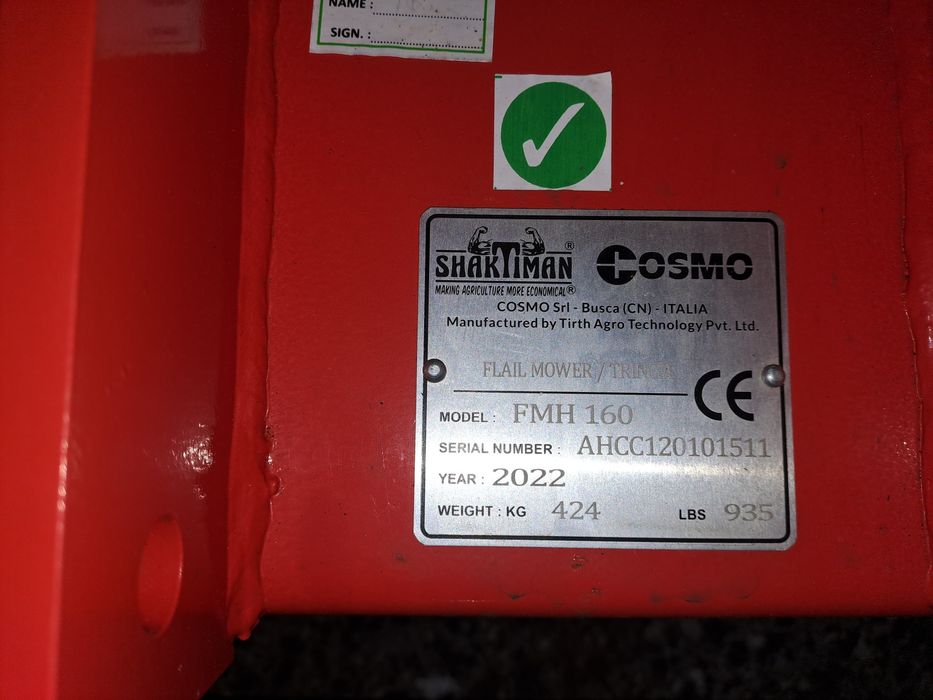 NAME :
SIGN. :
SHAKTIMAN ® COSMO
MAKING AGRICULTURE MORE ECONOMICAL ®
COSMO Srl - Busca (CN) - ITALIA
Manufactured by Tirth Agro Technology Pvt. Ltd.
FLAIL MOWER /
CE
MODEL : FMH 160
SERIAL NUMBER : AHCC120101511
YEAR : 2022
WEIGHT : KG 424 LBS 935